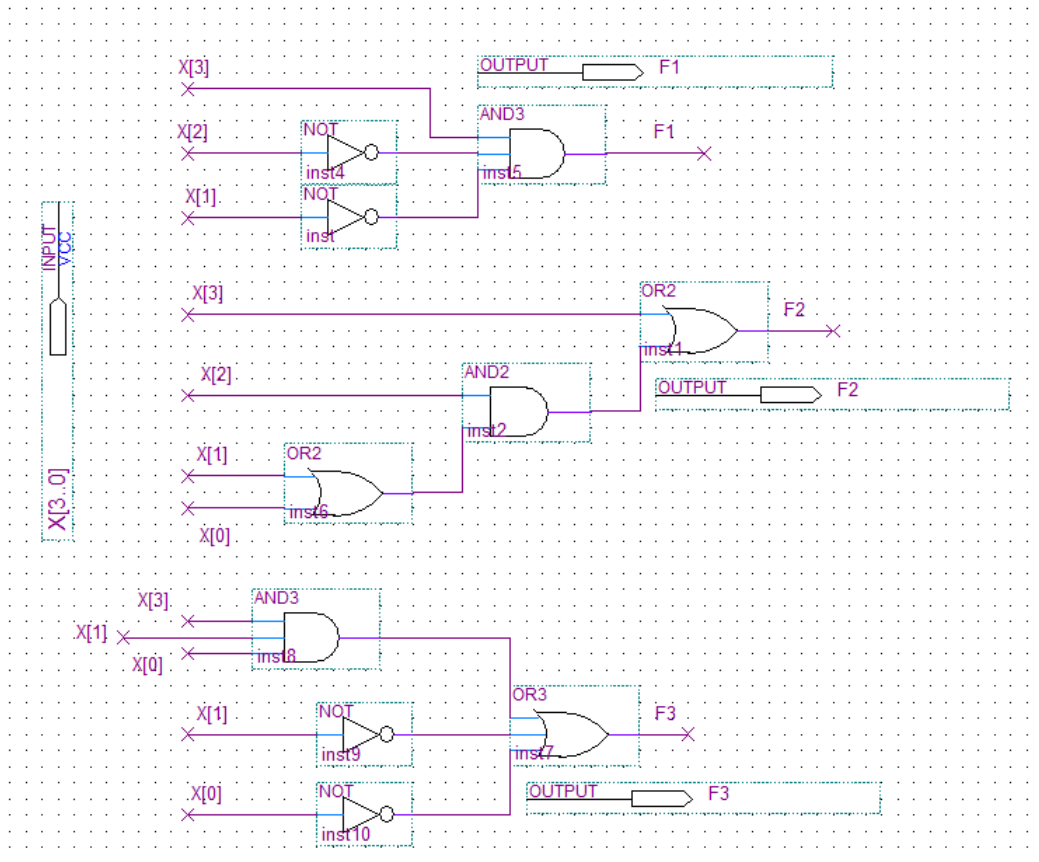 X[3]
OUTPUT F1
AND3
X[2]
NOT
F1
inst4
inst5
X[1]
NOT
inst
INPUT
VCC
X[3..0]
X[3]
OR2
F2
inst1
X[2]
AND2
OUTPUT F2
inst2
X[1]
OR2
inst6
X[0]
X[3]
AND3
X[1]
X[0]
inst8
X[1]
NOT
OR3
F3
inst9
inst7
X[0]
NOT
OUTPUT F3
inst10